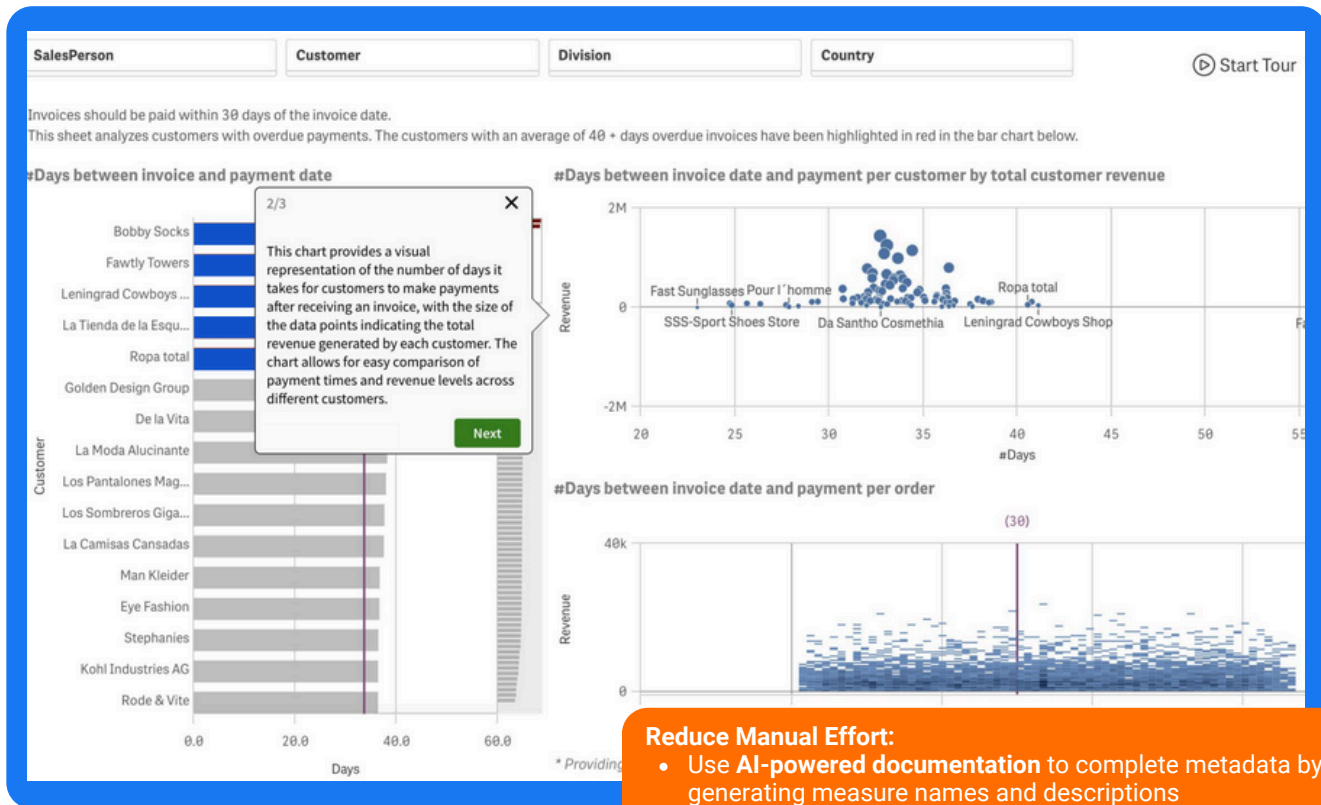 SalesPerson
Customer
Division
Country
Start Tour
Invoices should be paid within 30 days of the invoice date.
This sheet analyzes customers with overdue payments. The customers with an average of 40 + days overdue invoices have been highlighted in red in the bar chart below.
#Days between invoice and payment date
Bobby Socks
Fawtly Towers
Leningrad Cowboys ...
La Tienda de la Esqu...
Ropa total
Golden Design Group
De la Vita
La Moda Alucinante
Los Pantalones Mag...
Los Sombreros Giga...
La Camisas Cansadas
Man Kleider
Eye Fashion
Stephanies
Kohl Industries AG
Rode & Vite
Customer
0.0 20.0 40.0 60.0
Days
2/3
This chart provides a visual
representation of the number of days it
takes for customers to make payments
after receiving an invoice, with the size of
the data points indicating the total
revenue generated by each customer. The
chart allows for easy comparison of
payment times and revenue levels across
different customers.
Next
#Days between invoice date and payment per customer by total customer revenue
2M
0
-2M
Revenue
Fast Sunglasses Pour l´homme
Ropa total
SSS-Sport Shoes Store
Da Santho Cosmethia
Leningrad Cowboys Shop
Fa
20 25 30 35 40 45 50 55
#Days
#Days between invoice date and payment per order
(30)
40k
0
Revenue
* Providing
Reduce Manual Effort:
• Use AI-powered documentation to complete metadata by
generating measure names and descriptions